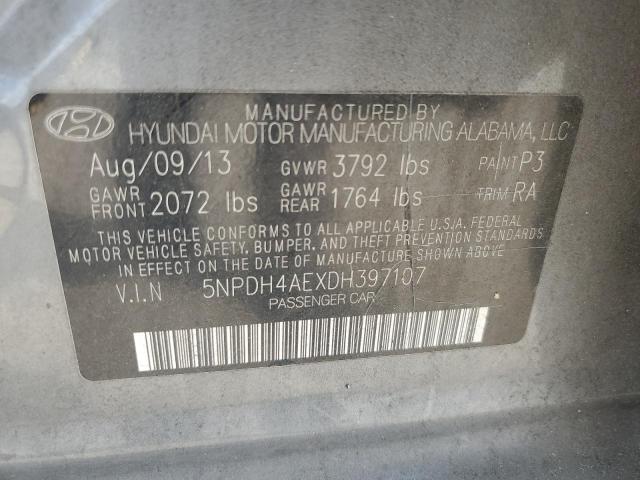 MANUFACTURED BY
HYUNDAI MOTOR MANUFACTURING ALABAMA, LLC
Aug/09/13 GVWR 3792 lbs PAINT P3
GAWR FRONT 2072 lbs GAWR REAR 1764 lbs TRIM RA
THIS VEHICLE CONFORMS TO ALL APPLICABLE U.S.A. FEDERAL
MOTOR VEHICLE SAFETY, BUMPER, AND THEFT PREVENTION STANDARDS
IN EFFECT ON THE DATE OF MANUFACTURE SHOWN ABOVE
V.I.N 5NPDH4AEXDH397107
PASSENGER CAR